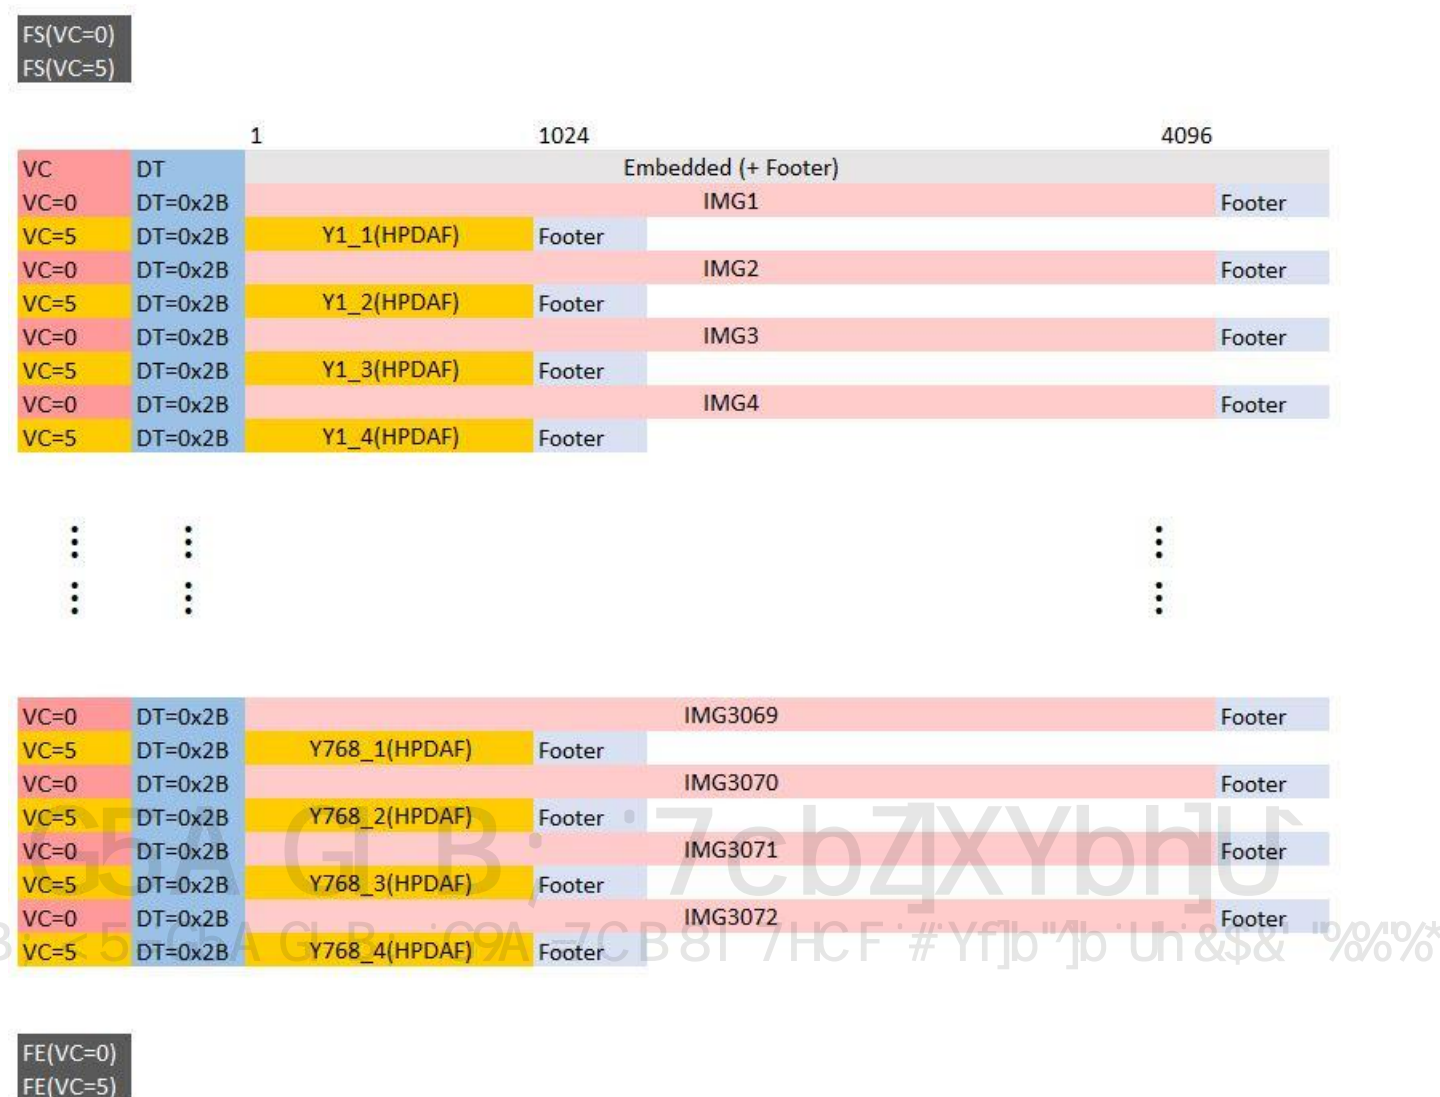 FS(VC=0)
FS(VC=5)
1 1024 4096
VC DT Embedded (+ Footer)
VC=0 DT=0x2B IMG1 Footer
VC=5 DT=0x2B Y1_1(HPDAF) Footer
VC=0 DT=0x2B IMG2 Footer
VC=5 DT=0x2B Y1_2(HPDAF) Footer
VC=0 DT=0x2B IMG3 Footer
VC=5 DT=0x2B Y1_3(HPDAF) Footer
VC=0 DT=0x2B IMG4 Footer
VC=5 DT=0x2B Y1_4(HPDAF) Footer
VC=0 DT=0x2B IMG3069 Footer
VC=5 DT=0x2B Y768_1(HPDAF) Footer
VC=0 DT=0x2B IMG3070 Footer
VC=5 DT=0x2B Y768_2(HPDAF) Footer
VC=0 DT=0x2B IMG3071 Footer
VC=5 DT=0x2B Y768_3(HPDAF) Footer
VC=0 DT=0x2B IMG3072 Footer
VC=5 DT=0x2B Y768_4(HPDAF) Footer
FE(VC=0)
FE(VC=5)